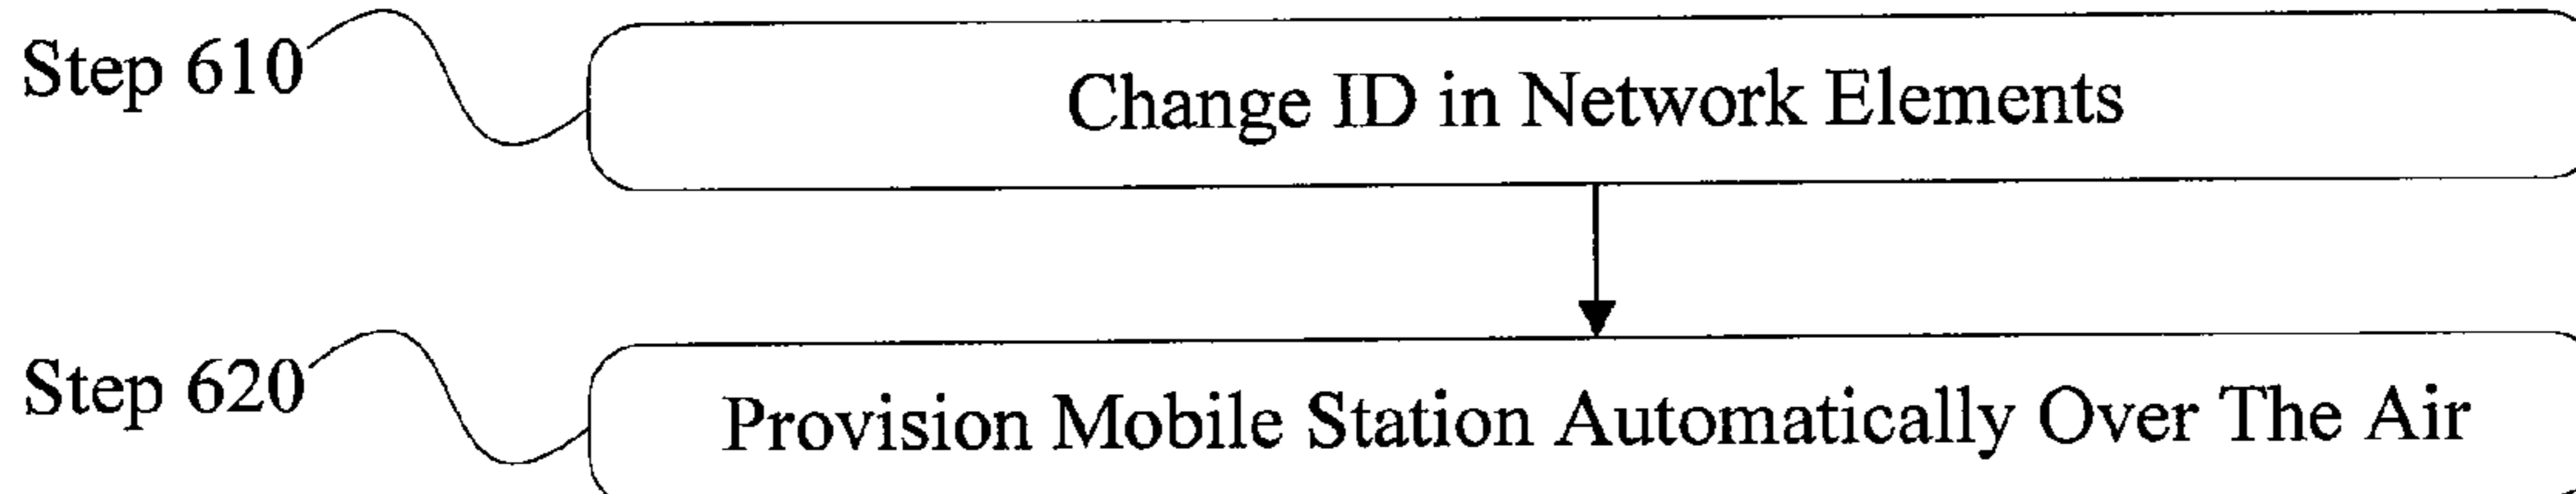 Step 610
Change ID in Network Elements
Step 620
Provision Mobile Station Automatically Over The Air